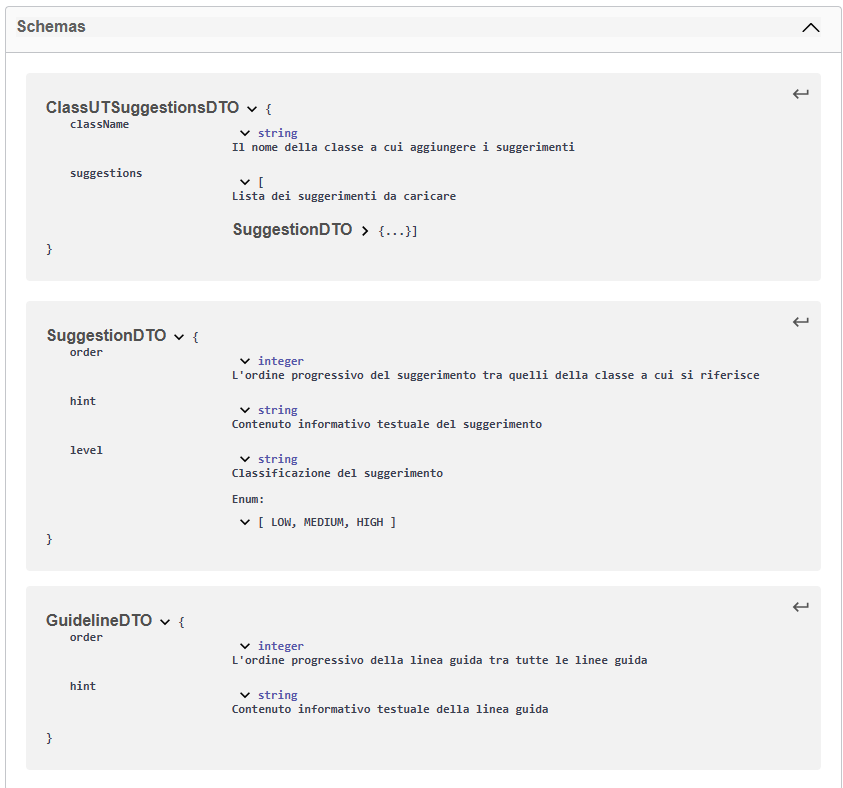 Schemas
ClassUTSuggestionsDTO {
className
string
Il nome della classe a cui aggiungere i suggerimenti
suggestions
[
Lista dei suggerimenti da caricare
SuggestionDTO {...}]
}
SuggestionDTO {
order
integer
L'ordine progressivo del suggerimento tra quelli della classe a cui si riferisce
hint
string
Contenuto informativo testuale del suggerimento
level
string
Classificazione del suggerimento
Enum:
[ LOW, MEDIUM, HIGH ]
}
GuidelineDTO {
order
integer
L'ordine progressivo della linea guida tra tutte le linee guida
hint
string
Contenuto informativo testuale della linea guida
}